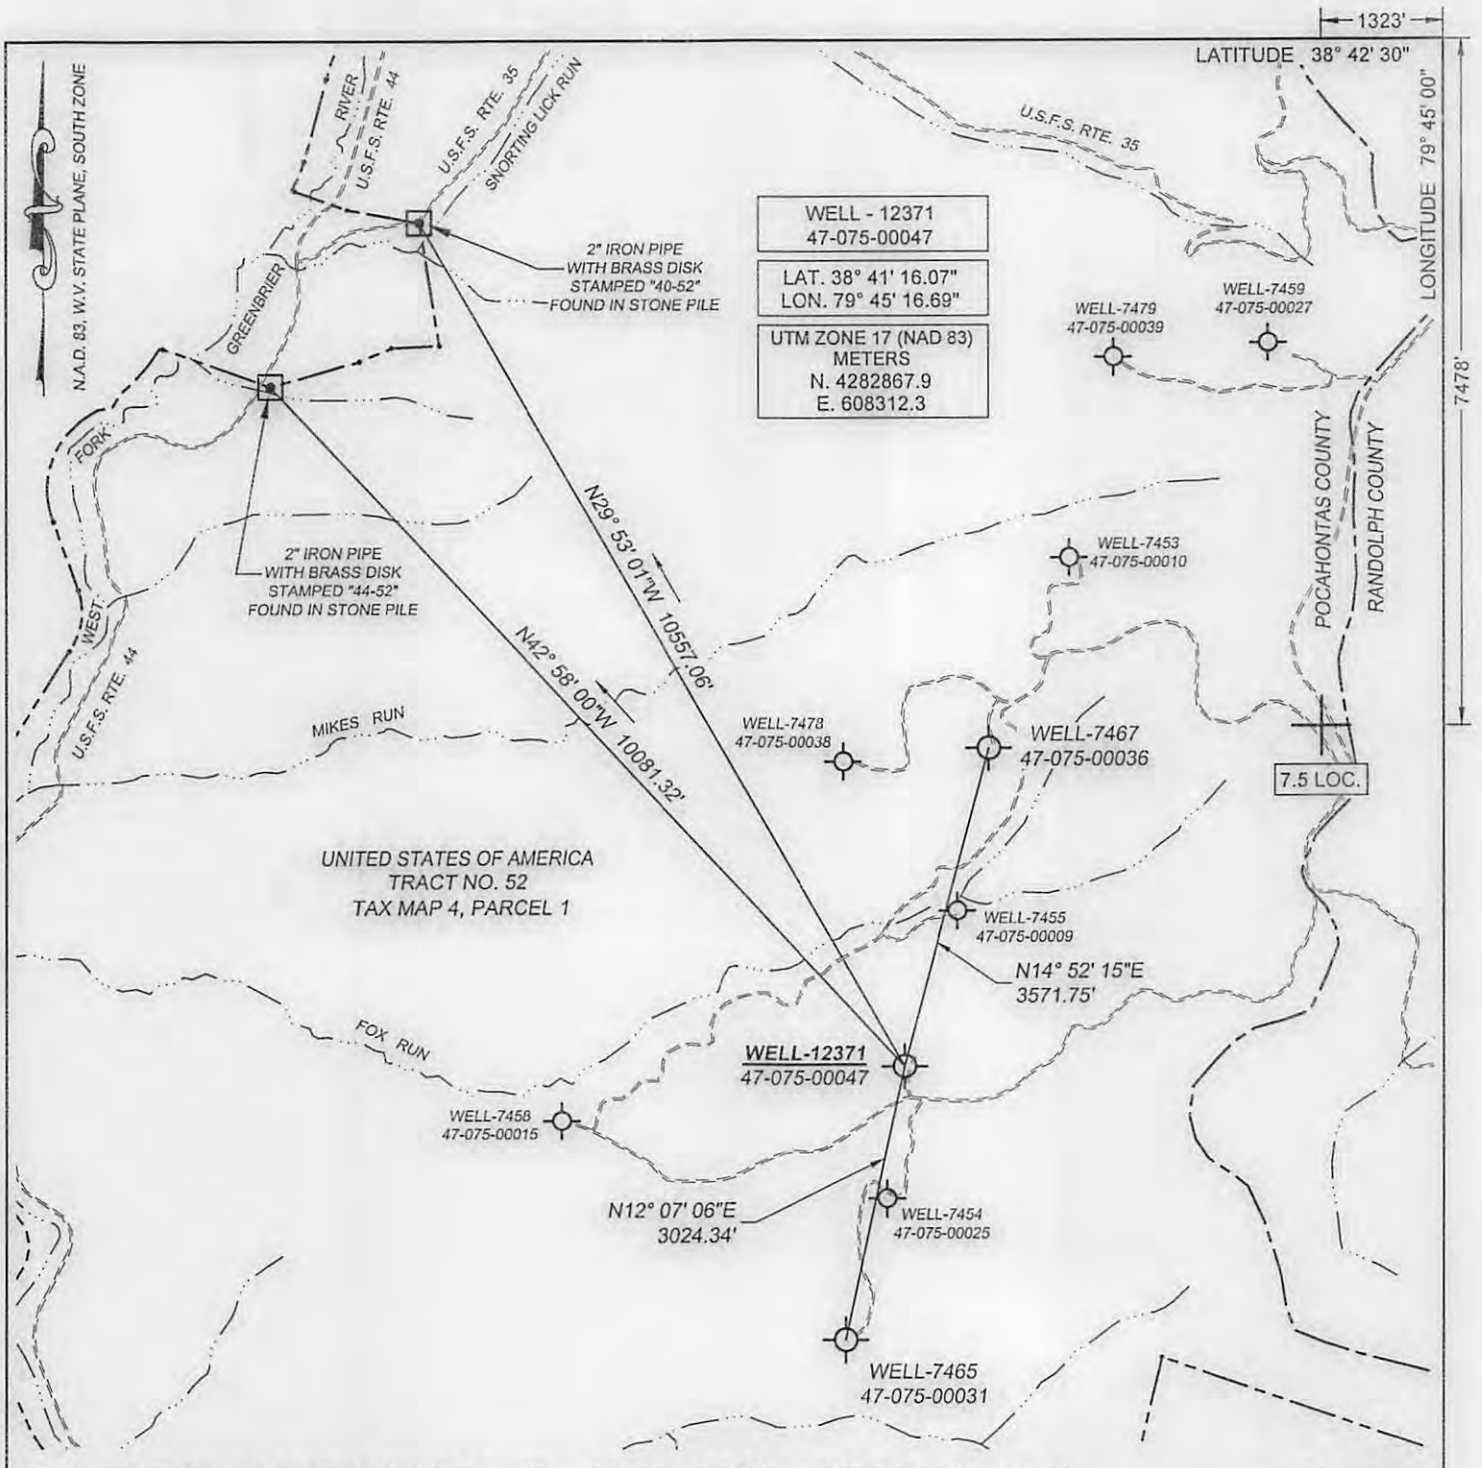 1323'
LATITUDE 38° 42' 30"
LONGITUDE 79° 45' 00"
7478'
N.A.D. 83, W.V. STATE PLANE, SOUTH ZONE
RIVER
U.S.F.S. RTE. 44
U.S.F.S. RTE. 35
SNORTING LICK RUN
U.S.F.S. RTE. 35
GREENBRIER
2" IRON PIPE
WITH BRASS DISK
STAMPED "40-52"
FOUND IN STONE PILE
WELL - 12371
47-075-00047
LAT. 38° 41' 16.07"
LON. 79° 45' 16.69"
UTM ZONE 17 (NAD 83)
METERS
N. 4282867.9
E. 608312.3
WELL-7479
47-075-00039
WELL-7459
47-075-00027
FORK
WEST
U.S.F.S. RTE. 44
2" IRON PIPE
WITH BRASS DISK
STAMPED "44-52"
FOUND IN STONE PILE
N29° 53' 01"W 10557.06'
N42° 58' 00"W 10081.32'
WELL-7453
47-075-00010
POCAHONTAS COUNTY
RANDOLPH COUNTY
MIKES RUN
WELL-7478
47-075-00038
WELL-7467
47-075-00036
7.5 LOC.
UNITED STATES OF AMERICA
TRACT NO. 52
TAX MAP 4, PARCEL 1
WELL-7455
47-075-00009
N14° 52' 15"E
3571.75'
FOX RUN
WELL-12371
47-075-00047
WELL-7458
47-075-00015
N12° 07' 06"E
3024.34'
WELL-7454
47-075-00025
WELL-7465
47-075-00031